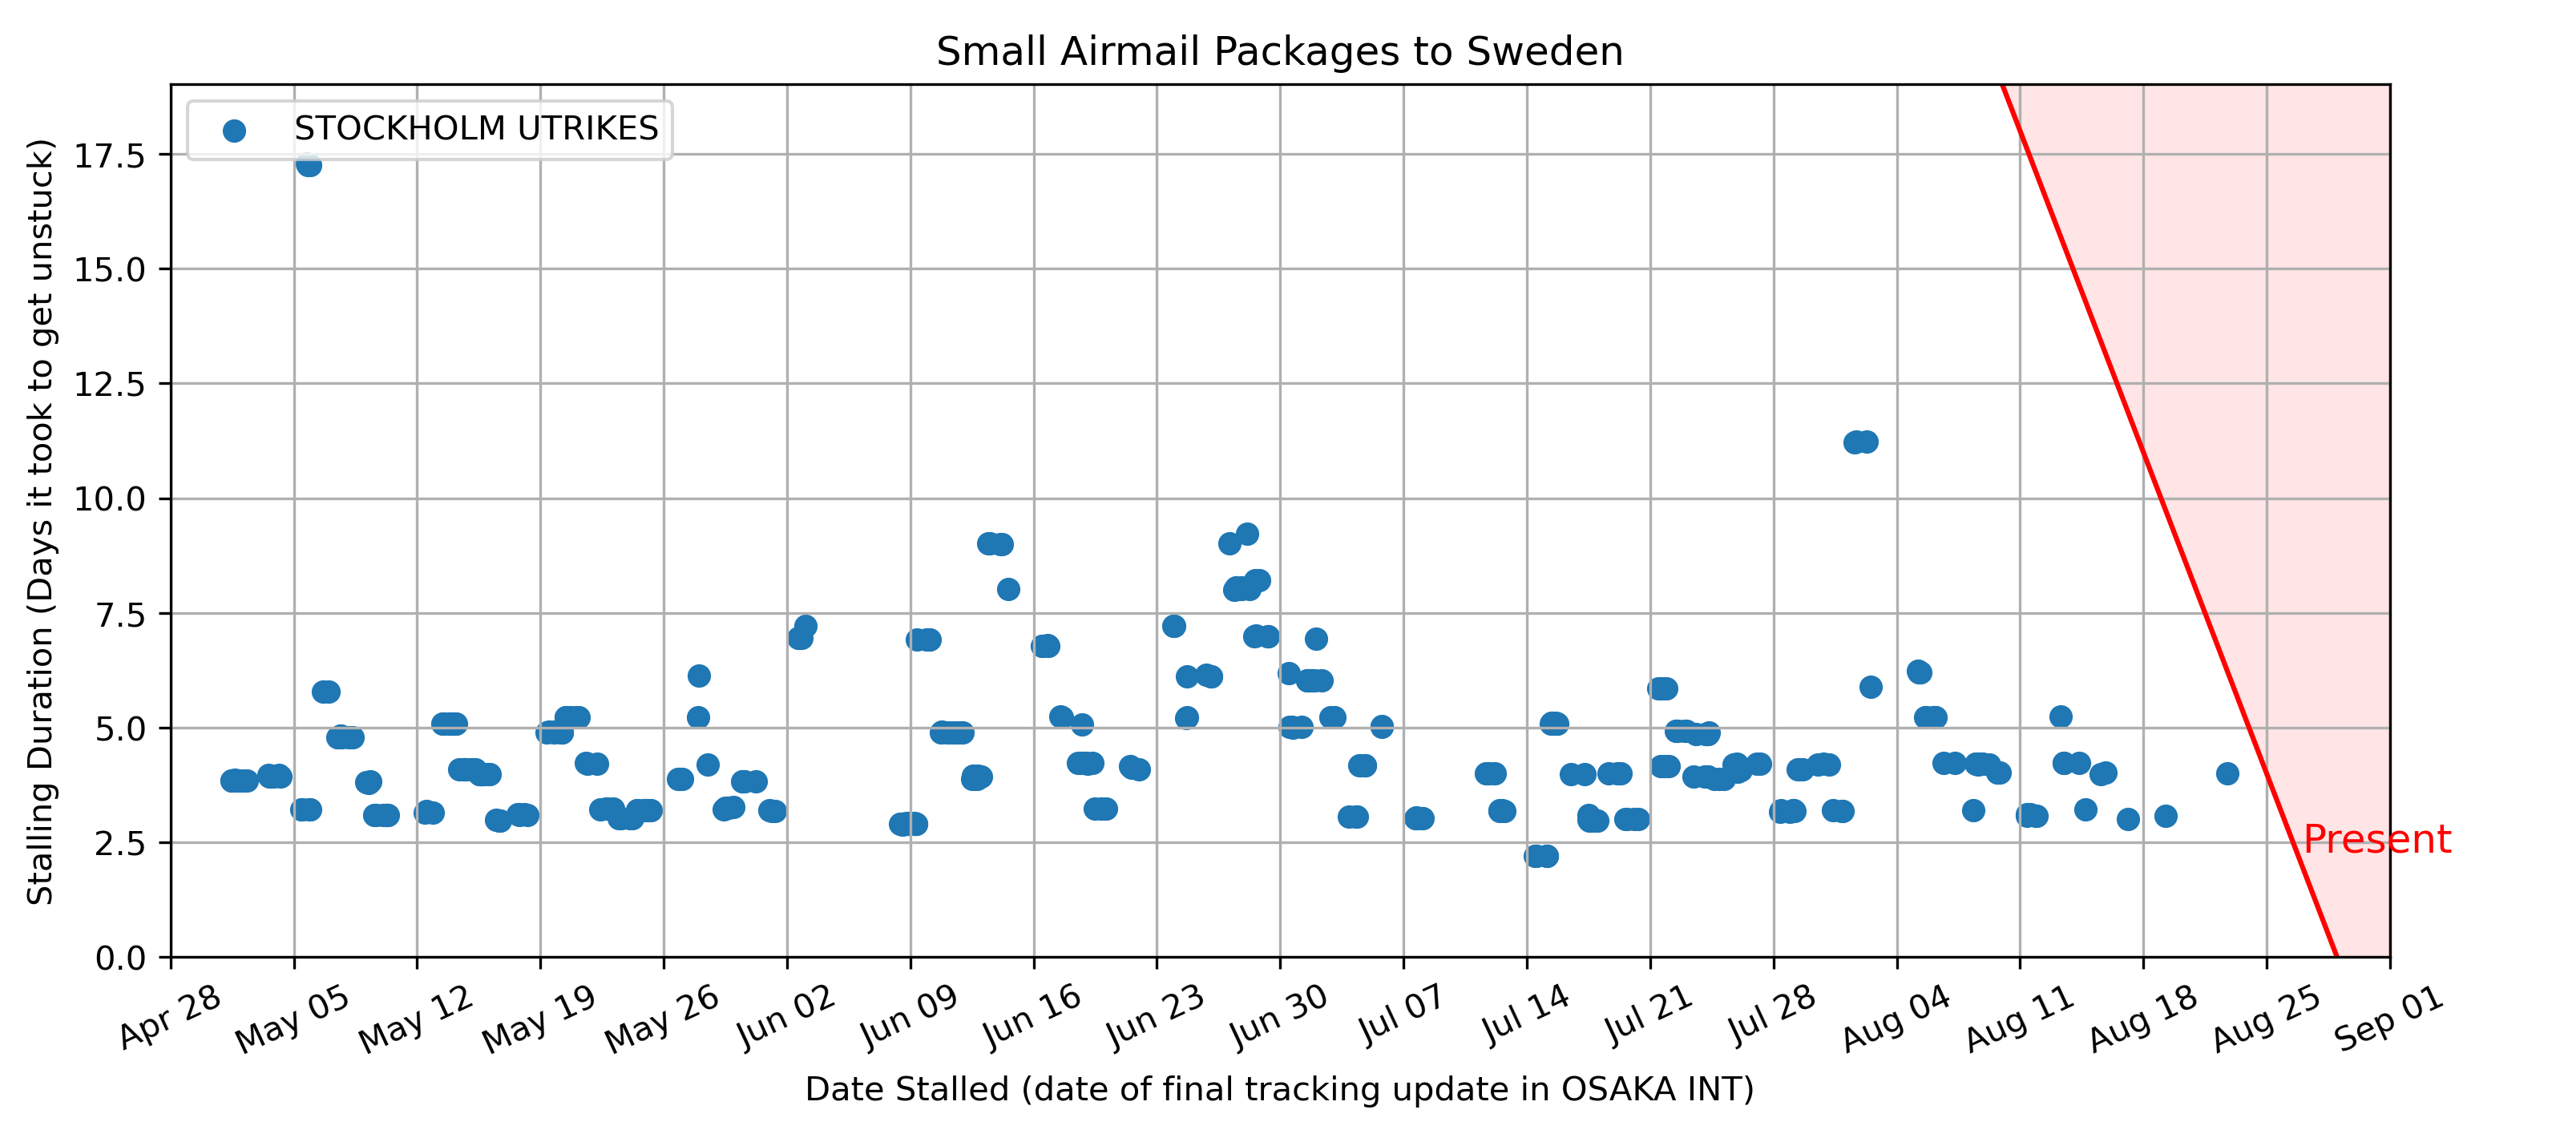 Small Airmail Packages to Sweden
STOCKHOLM UTRIKES
Stalling Duration (Days it took to get unstuck)
17.5
15.0
12.5
10.0
7.5
5.0
2.5
0.0
Present
Apr 28
May 05
May 12
May 19
May 26
Jun 02
Jun 09
Jun 16
Jun 23
Jun 30
Jul 07
Jul 14
Jul 21
Jul 28
Aug 04
Aug 11
Aug 18
Aug 25
Sep 01
Date Stalled (date of final tracking update in OSAKA INT)